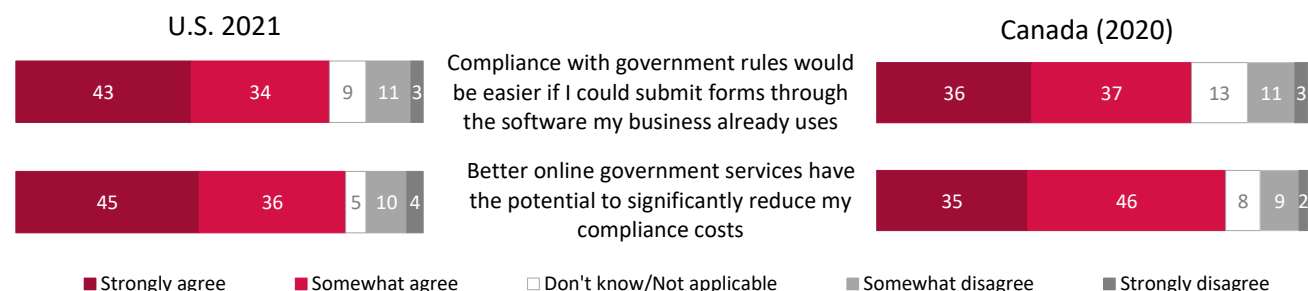 U.S. 2021
Canada (2020)
43 34 9 11 3
Compliance with government rules would
be easier if I could submit forms through
the software my business already uses
36 37 13 11 3
45 36 5 10 4
Better online government services have
the potential to significantly reduce my
compliance costs
35 46 8 9 2
Strongly agree
Somewhat agree
Don't know/Not applicable
Somewhat disagree
Strongly disagree